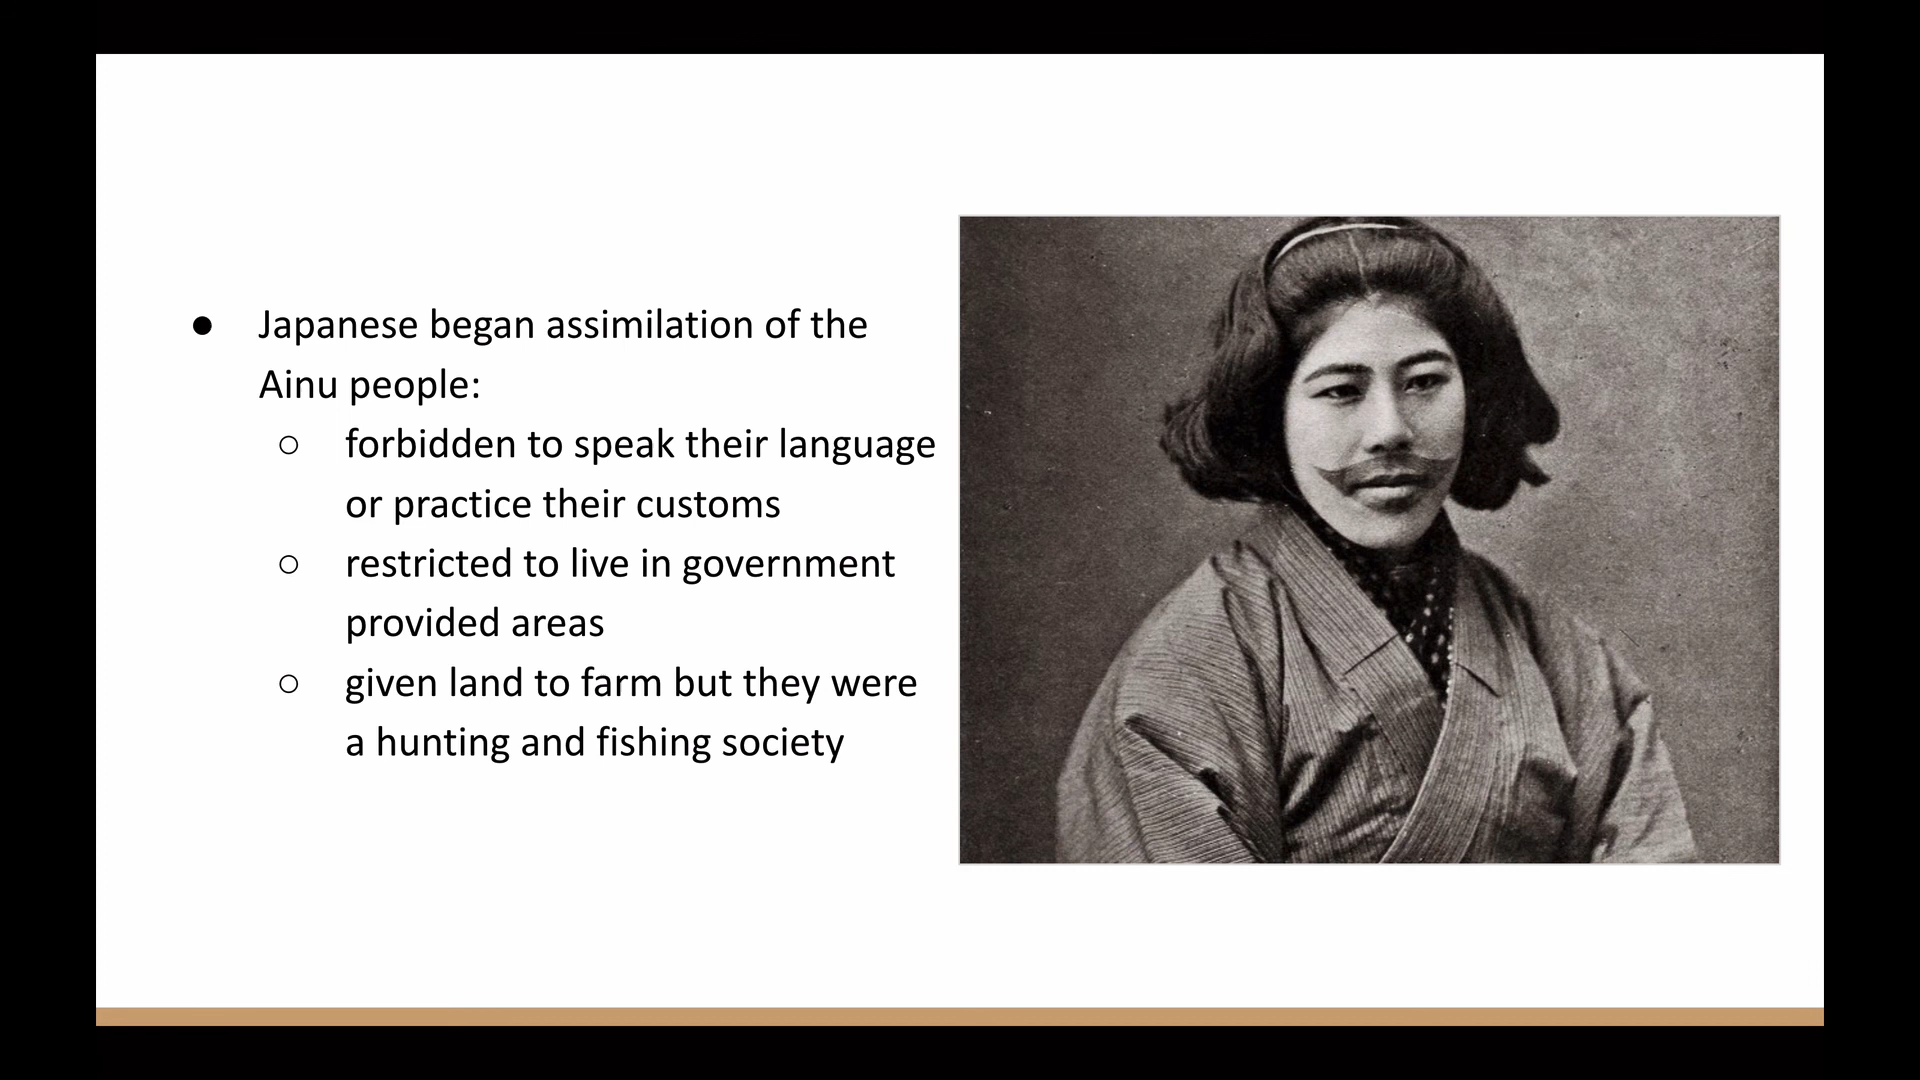 ● Japanese began assimilation of the
Ainu people:
○ forbidden to speak their language
or practice their customs
○ restricted to live in government
provided areas
○ given land to farm but they were
a hunting and fishing society